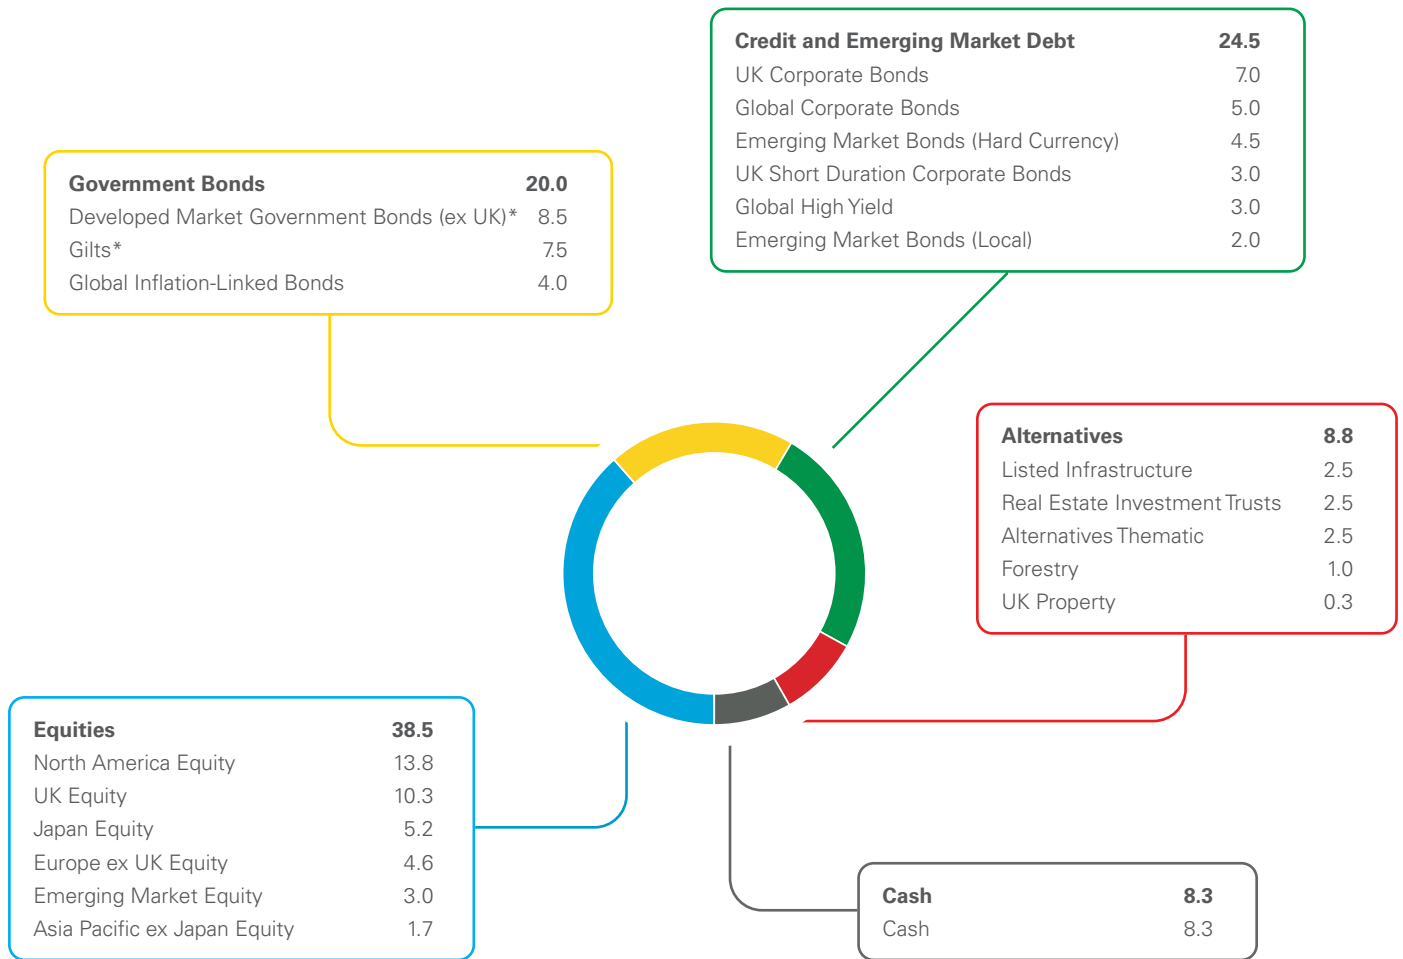 Credit and Emerging Market Debt 24.5
UK Corporate Bonds 7.0
Global Corporate Bonds 5.0
Emerging Market Bonds (Hard Currency) 4.5
UK Short Duration Corporate Bonds 3.0
Global High Yield 3.0
Emerging Market Bonds (Local) 2.0
Government Bonds 20.0
Developed Market Government Bonds (ex UK)* 8.5
Gilts* 7.5
Global Inflation-Linked Bonds 4.0
Alternatives 8.8
Listed Infrastructure 2.5
Real Estate Investment Trusts 2.5
Alternatives Thematic 2.5
Forestry 1.0
UK Property 0.3
Equities 38.5
North America Equity 13.8
UK Equity 10.3
Japan Equity 5.2
Europe ex UK Equity 4.6
Emerging Market Equity 3.0
Asia Pacific ex Japan Equity 1.7
Cash 8.3
Cash 8.3